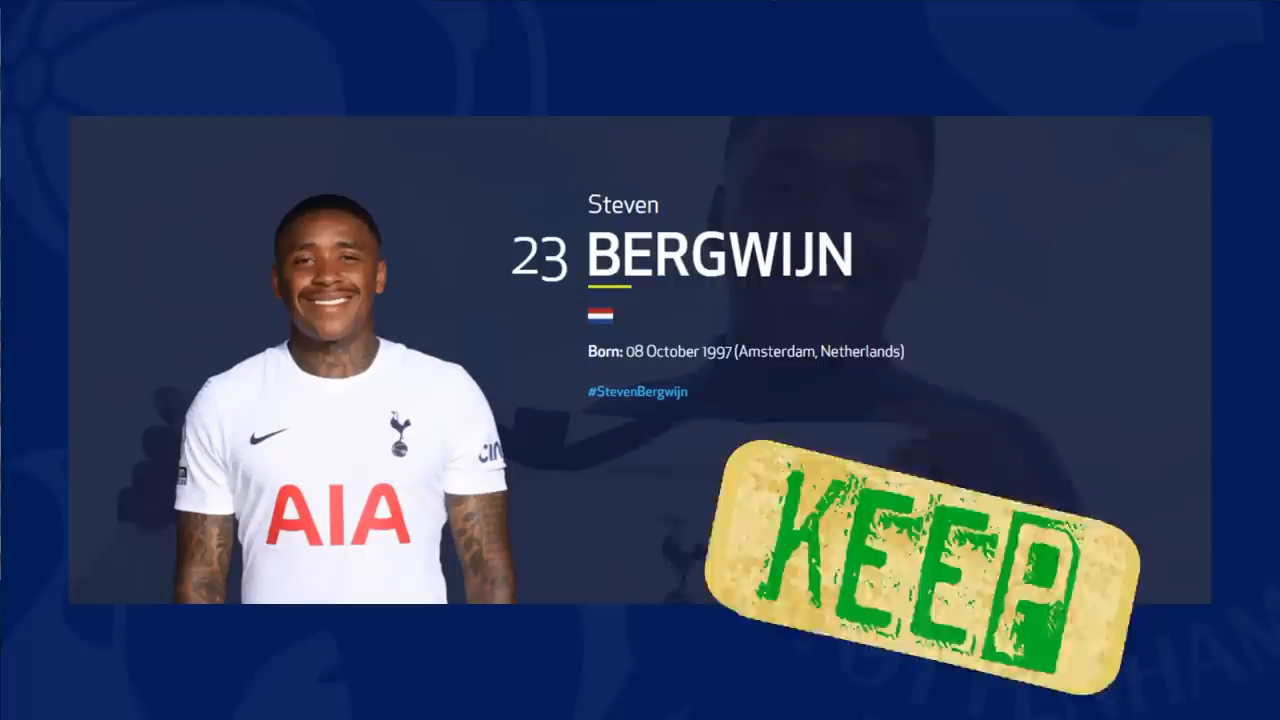 Steven
23 BERGWIJN
Born: 08 October 1997 (Amsterdam, Netherlands)
#StevenBergwijn
AIA
KEEP